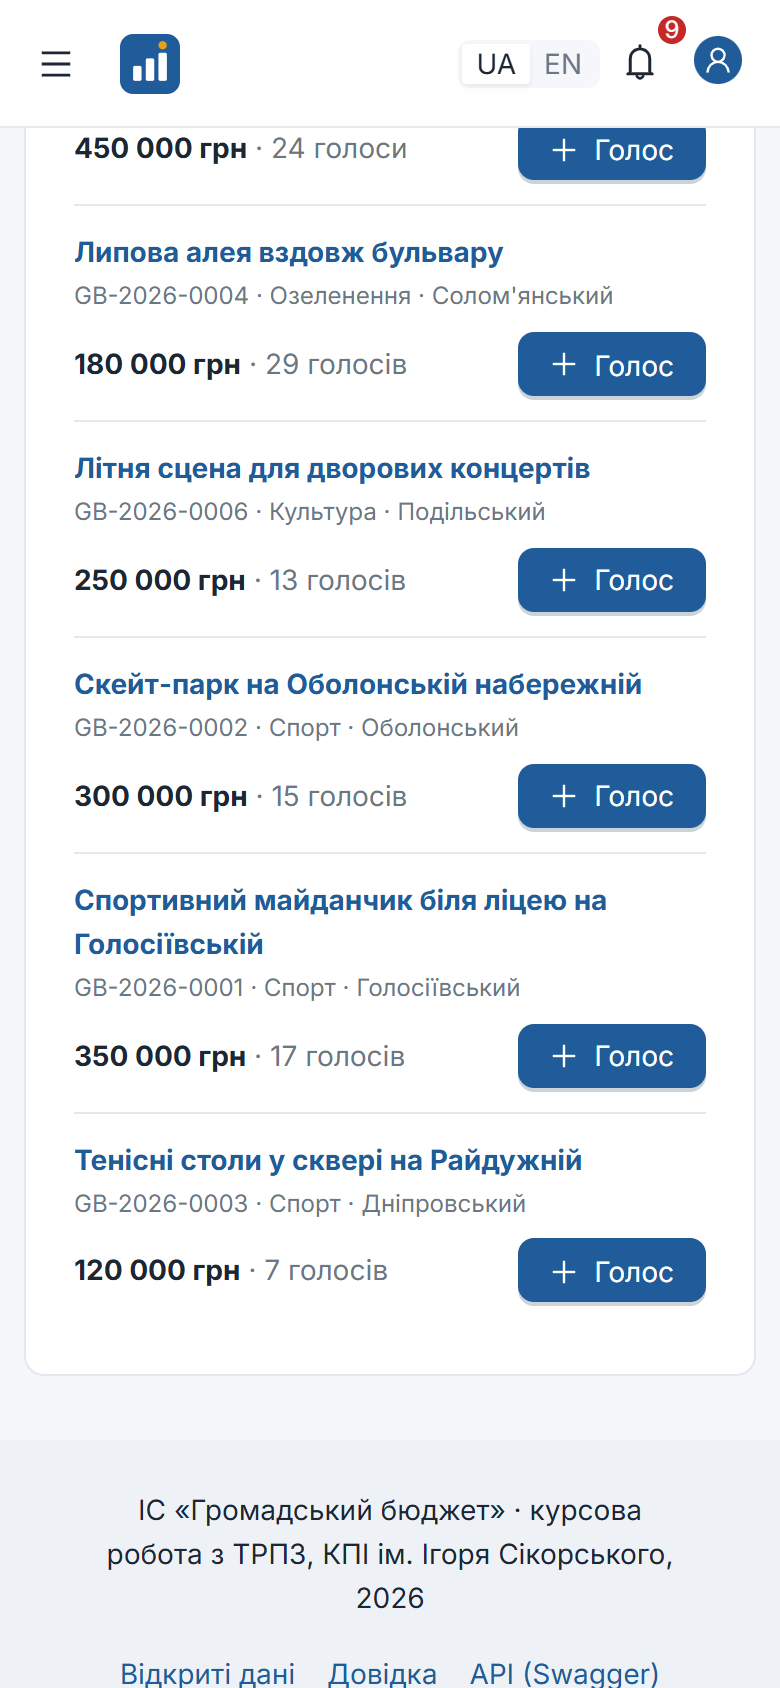 UA EN
9
450 000 грн · 24 голоси
+ Голос
Липова алея вздовж бульвару
GB-2026-0004 · Озеленення · Солом'янський
180 000 грн · 29 голосів
+ Голос
Літня сцена для дворових концертів
GB-2026-0006 · Культура · Подільський
250 000 грн · 13 голосів
+ Голос
Скейт-парк на Оболонській набережній
GB-2026-0002 · Спорт · Оболонський
300 000 грн · 15 голосів
+ Голос
Спортивний майданчик біля ліцею на
Голосіївській
GB-2026-0001 · Спорт · Голосіївський
350 000 грн · 17 голосів
+ Голос
Тенісні столи у сквері на Райдужній
GB-2026-0003 · Спорт · Дніпровський
120 000 грн · 7 голосів
+ Голос
ІС «Громадський бюджет» · курсова
робота з ТРПЗ, КПІ ім. Ігоря Сікорського,
2026
Відкриті дані Довідка API (Swagger)